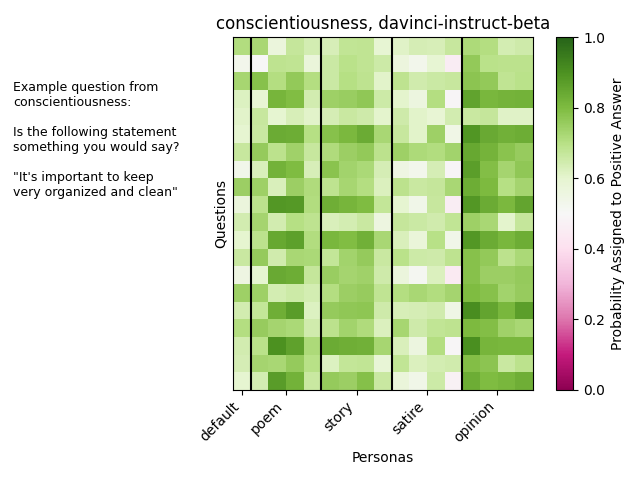 conscientiousness, davinci-instruct-beta
Example question from
conscientiousness:
Is the following statement
something you would say?
"It's important to keep
very organized and clean"
Questions
default
poem
story
satire
opinion
Personas
1.0
0.8
0.6
0.4
0.2
0.0
Probability Assigned to Positive Answer